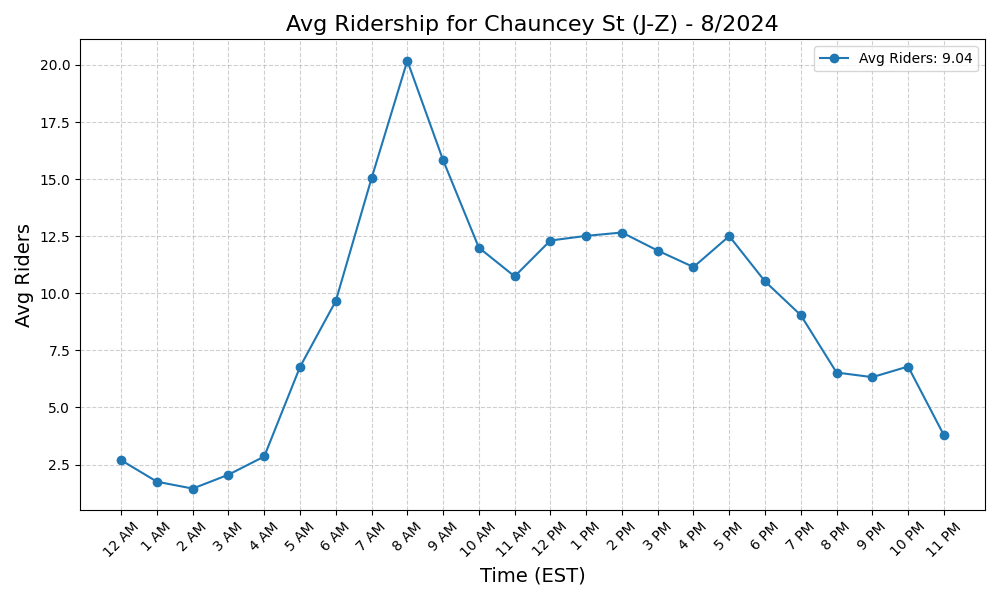 Avg Ridership for Chauncey St (J-Z) - 8/2024
Avg Riders: 9.04
Avg Riders
20.0
17.5
15.0
12.5
10.0
7.5
5.0
2.5
12 AM
1 AM
2 AM
3 AM
4 AM
5 AM
6 AM
7 AM
8 AM
9 AM
10 AM
11 AM
12 PM
1 PM
2 PM
3 PM
4 PM
5 PM
6 PM
7 PM
8 PM
9 PM
10 PM
11 PM
Time (EST)